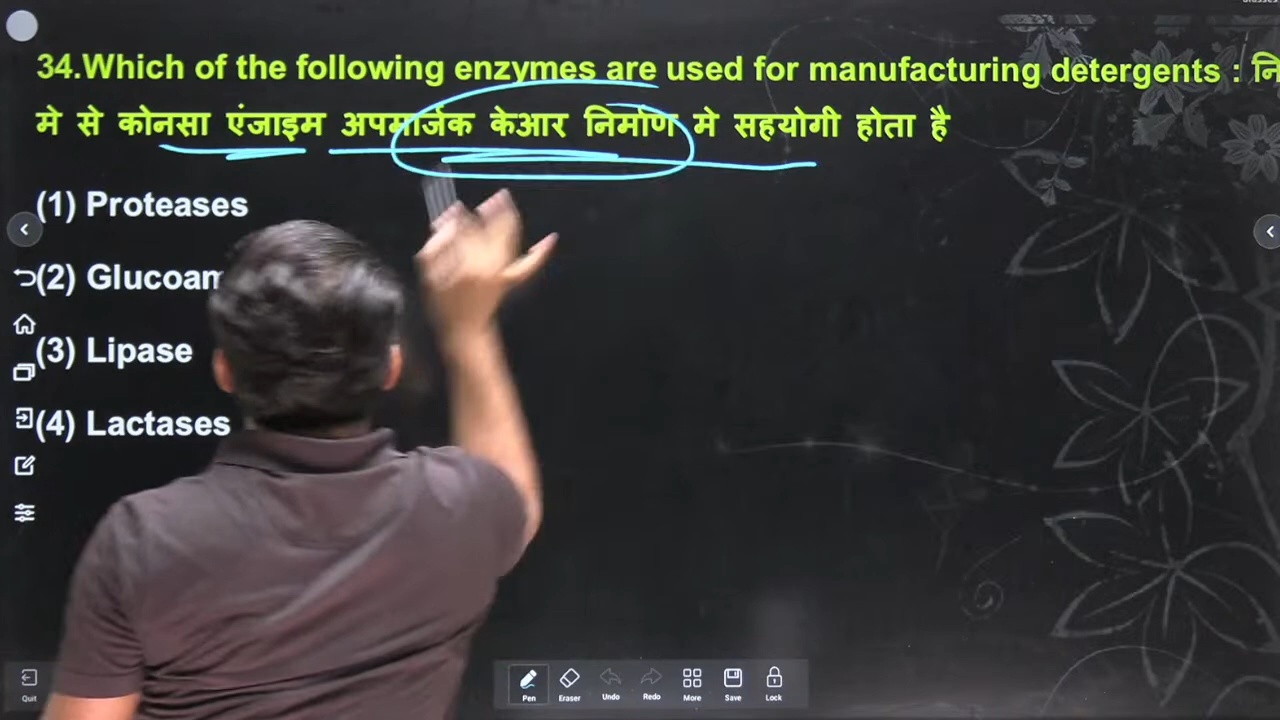 34.Which of the following enzymes are used for manufacturing detergents : नि
मे से कोनसा एंजाइम अपमार्जक केआर निर्माण मे सहयोगी होता है
(1) Proteases
(2)
(3) Lipase
(4) Lactases
Quit
Pen Eraser Undo Redo More Save Lock